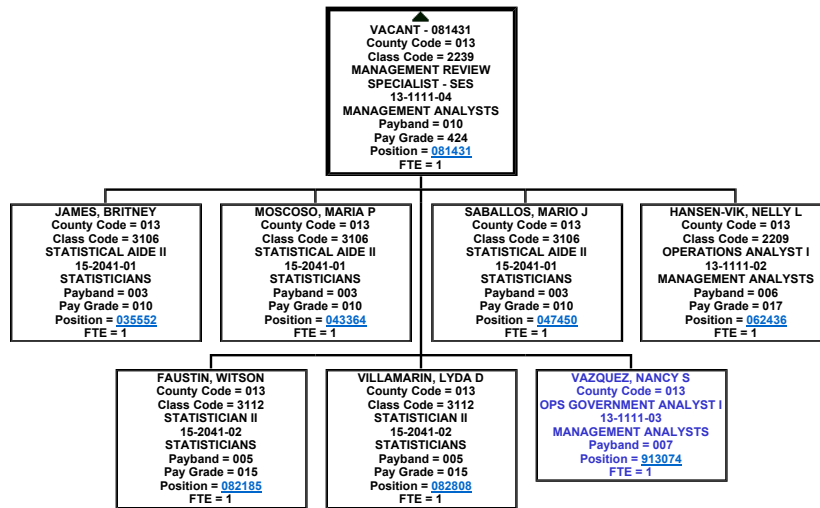 VACANT - 081431
County Code = 013
Class Code = 2239
MANAGEMENT REVIEW
SPECIALIST - SES
13-1111-04
MANAGEMENT ANALYSTS
Payband = 010
Pay Grade = 424
Position = 081431
FTE = 1
JAMES, BRITNEY
County Code = 013
Class Code = 3106
STATISTICAL AIDE II
15-2041-01
STATISTICIANS
Payband = 003
Pay Grade = 010
Position = 035552
FTE = 1
MOSCOSO, MARIA P
County Code = 013
Class Code = 3106
STATISTICAL AIDE II
15-2041-01
STATISTICIANS
Payband = 003
Pay Grade = 010
Position = 043364
FTE = 1
SABALLOS, MARIO J
County Code = 013
Class Code = 3106
STATISTICAL AIDE II
15-2041-01
STATISTICIANS
Payband = 003
Pay Grade = 010
Position = 047450
FTE = 1
HANSEN-VIK, NELLY L
County Code = 013
Class Code = 2209
OPERATIONS ANALYST I
13-1111-02
MANAGEMENT ANALYSTS
Payband = 006
Pay Grade = 017
Position = 062436
FTE = 1
FAUSTIN, WITSON
County Code = 013
Class Code = 3112
STATISTICIAN II
15-2041-02
STATISTICIANS
Payband = 005
Pay Grade = 015
Position = 082185
FTE = 1
VILLAMARIN, LYDA D
County Code = 013
Class Code = 3112
STATISTICIAN II
15-2041-02
STATISTICIANS
Payband = 005
Pay Grade = 015
Position = 082808
FTE = 1
VAZQUEZ, NANCY S
County Code = 013
OPS GOVERNMENT ANALYST I
13-1111-03
MANAGEMENT ANALYSTS
Payband = 007
Position = 913074
FTE = 1